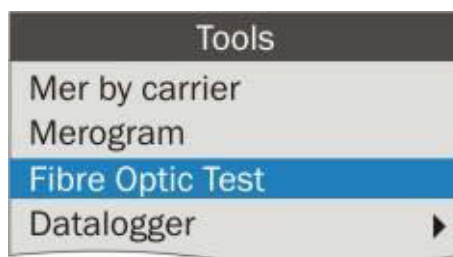 Tools
Mer by carrier
Merogram
Fibre Optic Test
Datalogger